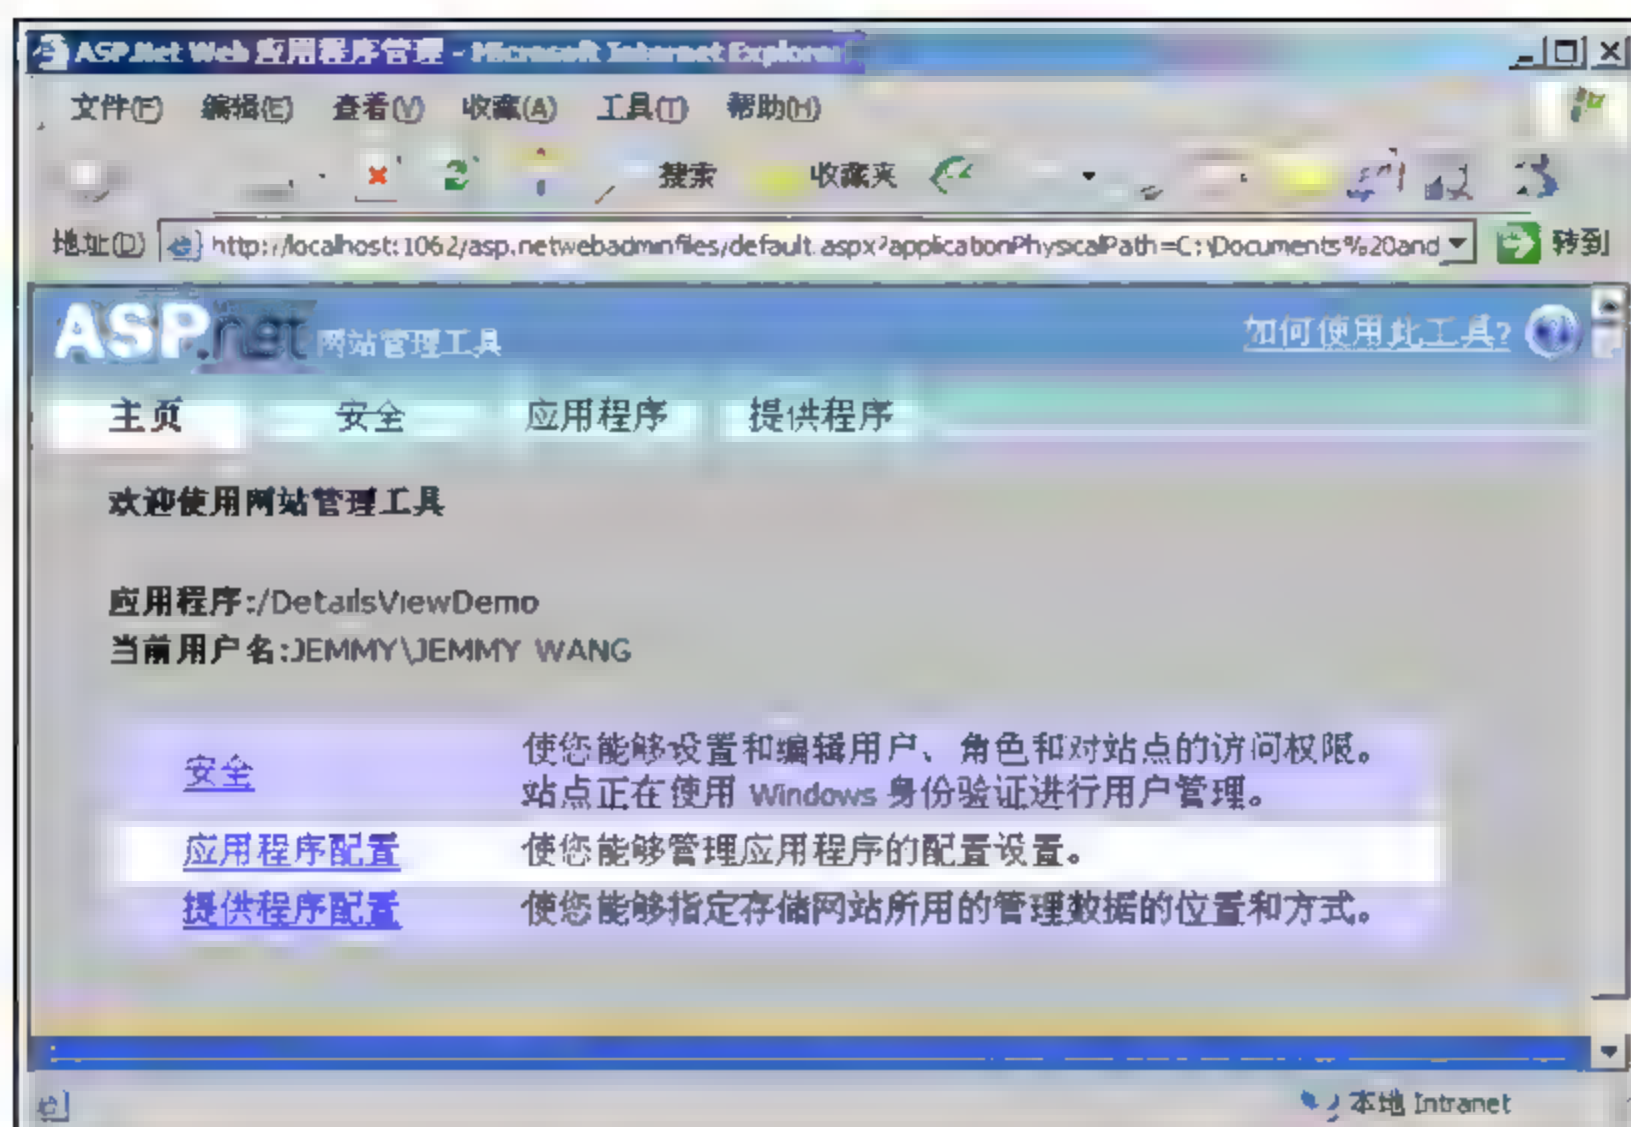 ASP.Net Web 应用程序管理 - Microsoft Internet Explorer
文件(F) 编辑(E) 查看(V) 收藏(A) 工具(T) 帮助(H)
搜索 收藏夹
地址(D) http://localhost:1062/asp.netwebadminfiles/default.aspx?applicationPhysicalPath=C:\Documents%20and 转到
ASP.net 网站管理工具 如何使用此工具?
主页 安全 应用程序 提供程序
欢迎使用网站管理工具
应用程序:/DetailsViewDemo
当前用户名:JEMMY\JEMMY WANG
安全 使您能够设置和编辑用户、角色和对站点的访问权限。
站点正在使用 Windows 身份验证进行用户管理。
应用程序配置 使您能够管理应用程序的配置设置。
提供程序配置 使您能够指定存储网站所用的管理数据的位置和方式。
本地 Intranet